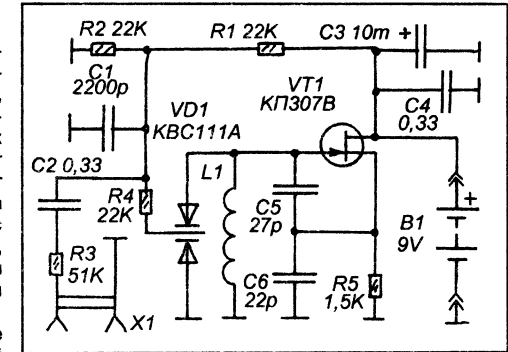 R2 22K
R1 22K
C3 10m +
C1
2200p
VT1
КП307В
VD1
КВС111А
C4
0,33
C2 0,33
L1
R4
22K
C5
27p
B1
9V
+
R3
51K
C6
22p
R5
1,5K
X1